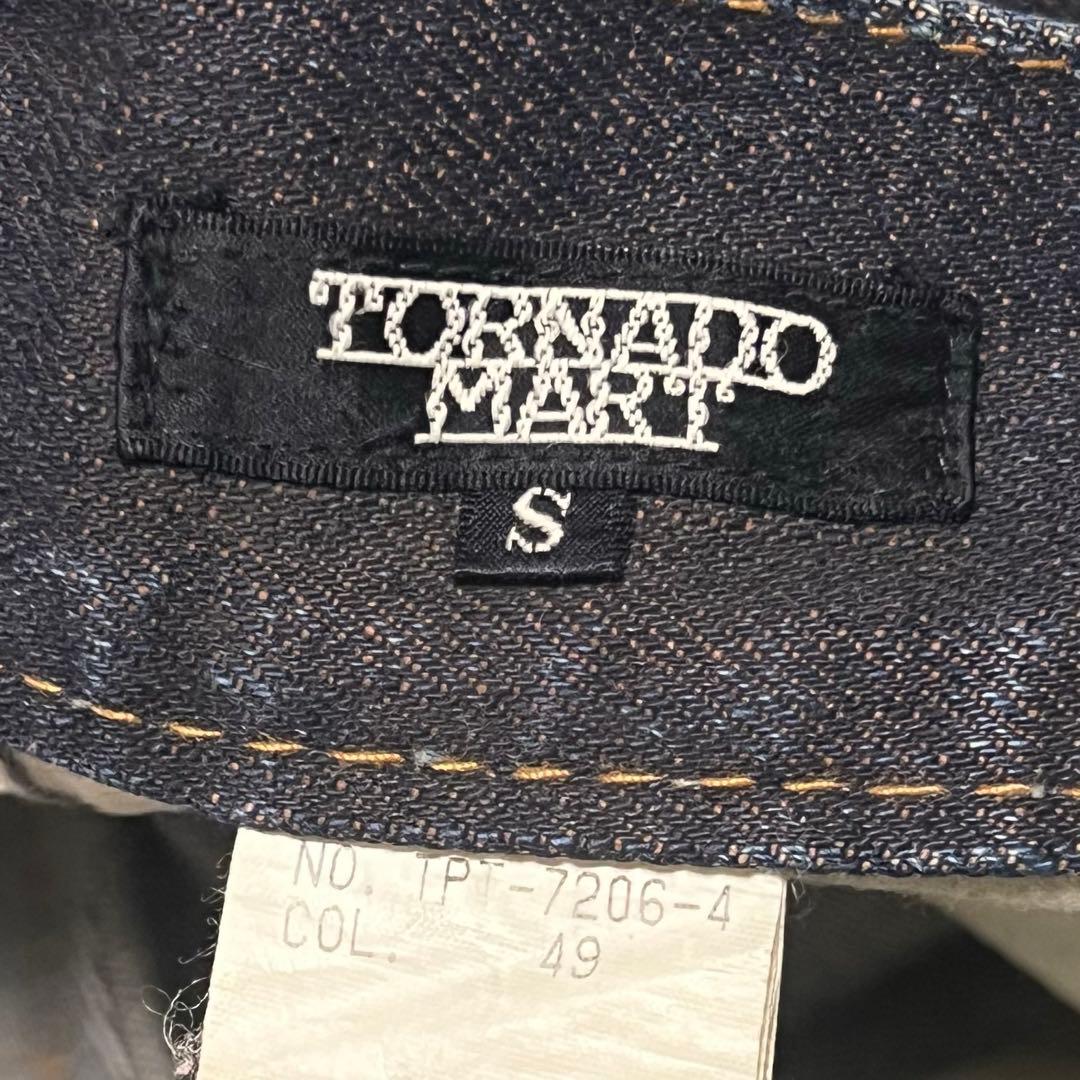 TORNADO
MART
S
NO. TPT-7206-4
COL. 49